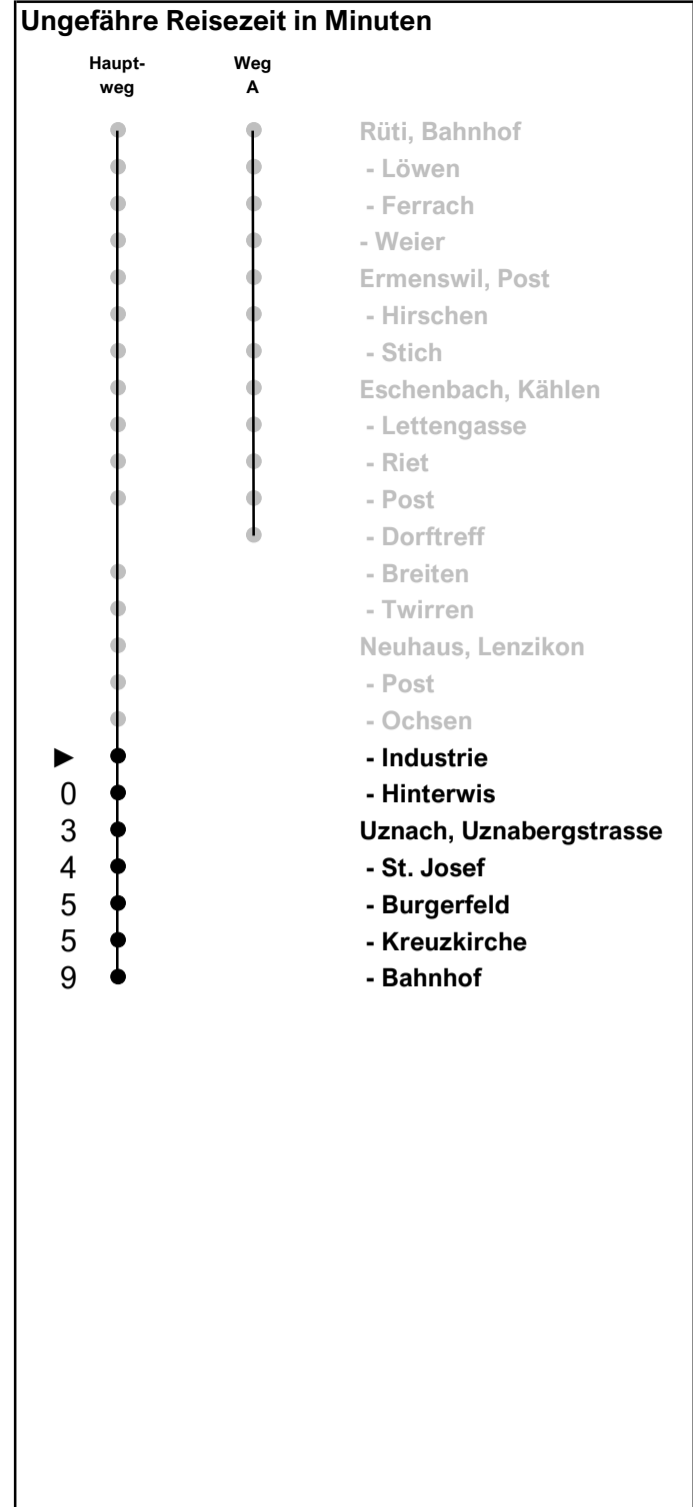 Ungefähre Reisezeit in Minuten
Haupt- Weg
weg A
Rüti, Bahnhof
- Löwen
- Ferrach
- Weier
Ermenswil, Post
- Hirschen
- Stich
Eschenbach, Kählen
- Lettengasse
- Riet
- Post
- Dorftreff
- Breiten
- Twirren
Neuhaus, Lenzikon
- Post
- Ochsen
► - Industrie
0 - Hinterwis
3 Uznach, Uznabergstrasse
4 - St. Josef
5 - Burgerfeld
5 - Kreuzkirche
9 - Bahnhof